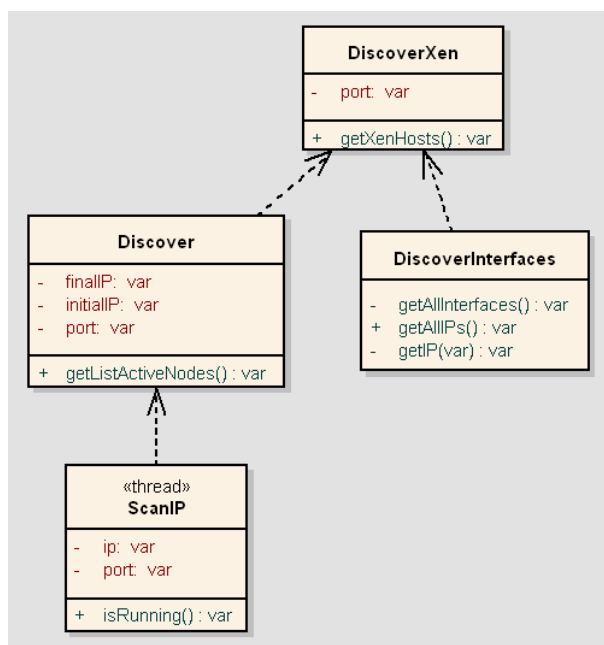 DiscoverXen
- port: var
+ getXenHosts() : var
Discover
- finalIP: var
- initialIP: var
- port: var
+ getListActiveNodes() : var
DiscoverInterfaces
- getAllInterfaces() : var
+ getAllIPs() : var
- getIP(var) : var
«thread»
ScanIP
- ip: var
- port: var
+ isRunning() : var